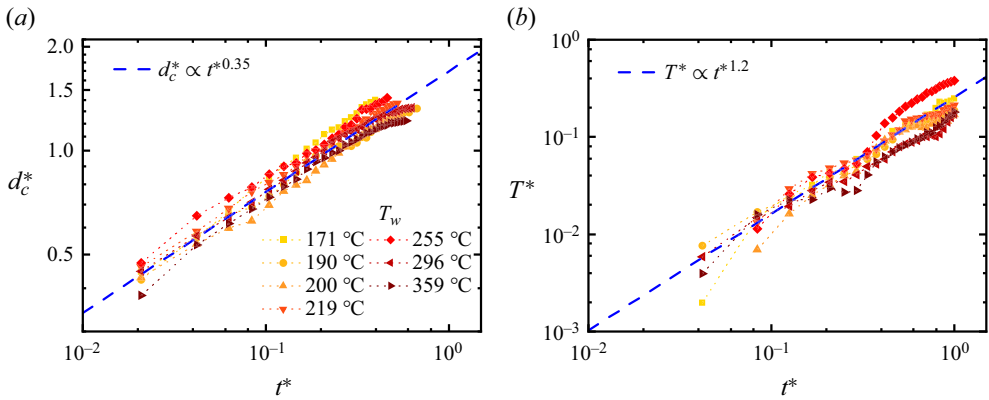 (a)
2.0
1.5
1.0
0.5
d_c^*
d_c^* ∝ t^{*0.35}
T_w
171 °C
190 °C
200 °C
219 °C
255 °C
296 °C
359 °C
10^{-2}
10^{-1}
10^0
t^*
(b)
10^0
10^{-1}
10^{-2}
10^{-3}
T^*
T^* ∝ t^{*1.2}
10^{-2}
10^{-1}
10^0
t^*